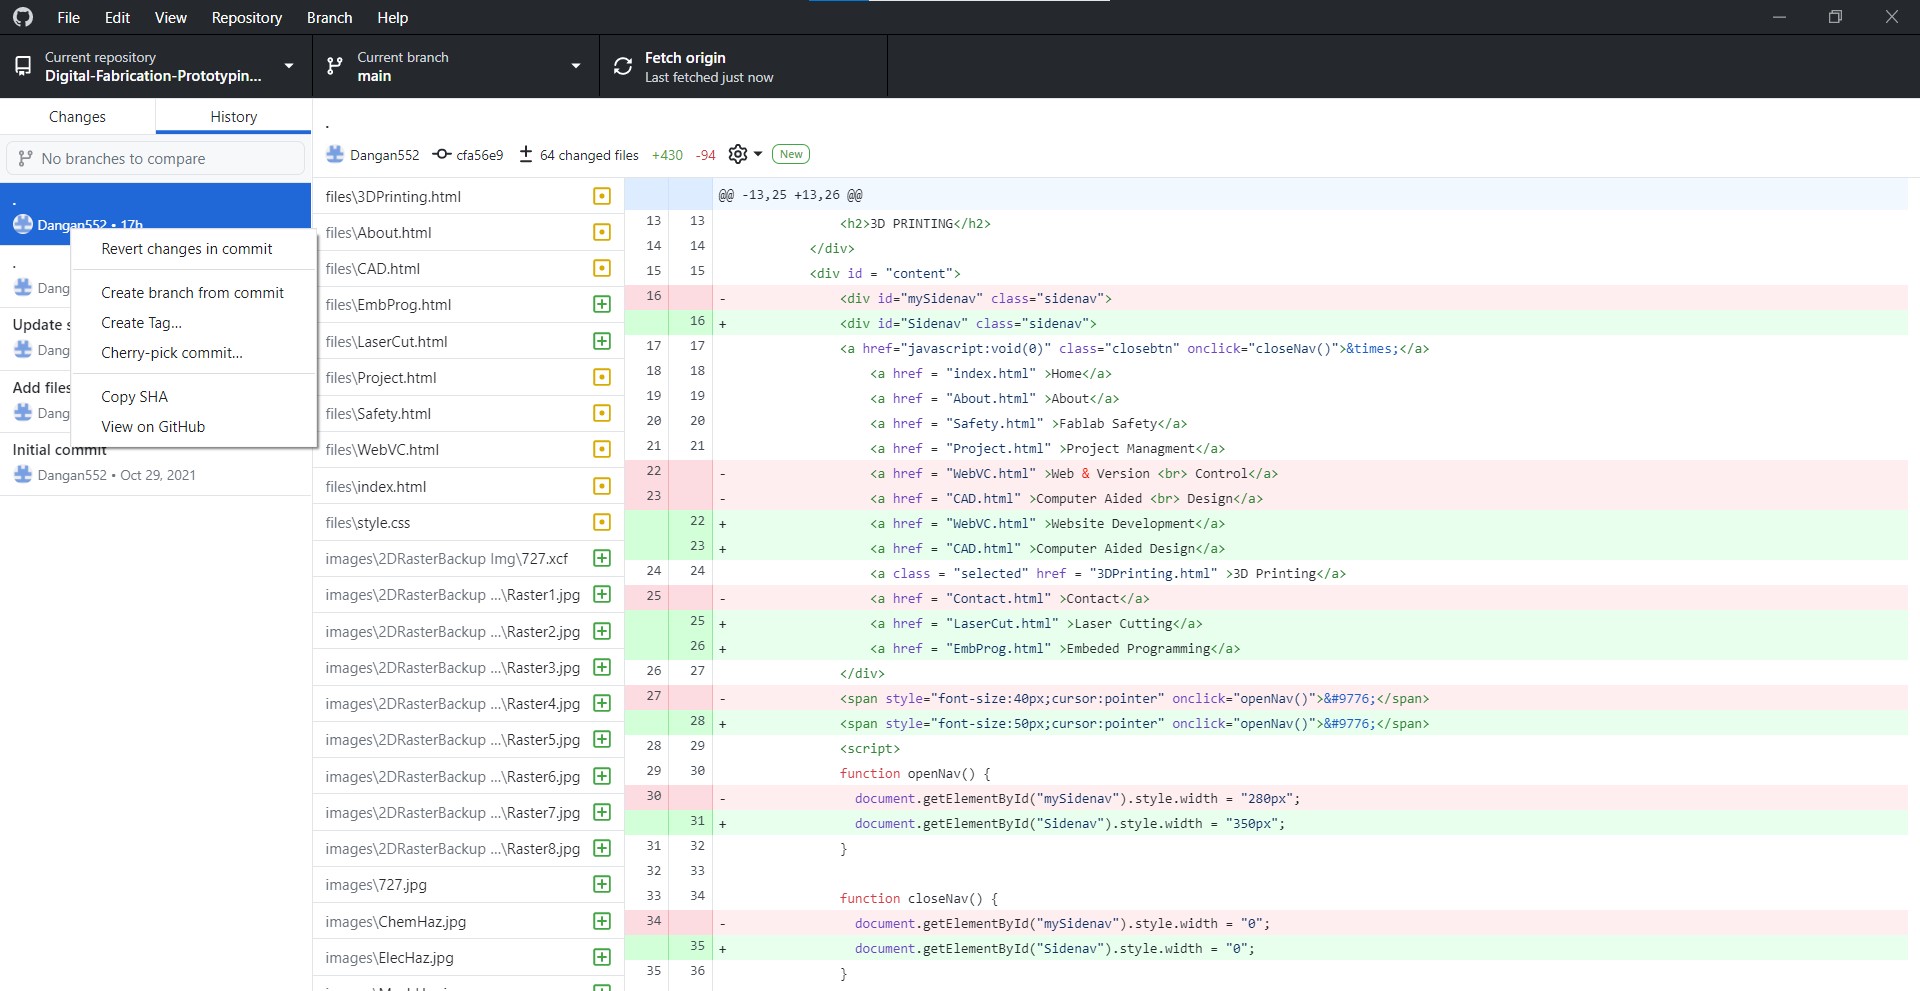 File Edit View Repository Branch Help
Current repository
Digital-Fabrication-Prototypin...
Current branch
main
Fetch origin
Last fetched just now
Changes
History
No branches to compare
.
Dangan552 • 17h
Revert changes in commit
Create branch from commit
Create Tag...
Cherry-pick commit...
Copy SHA
View on GitHub
.
Dang
Update s
Dang
Add files
Dang
Initial commit
Dangan552 • Oct 29, 2021
.
Dangan552 cfa56e9 64 changed files +430 -94 New
files\3DPrinting.html
files\About.html
files\CAD.html
files\EmbProg.html
files\LaserCut.html
files\Project.html
files\Safety.html
files\WebVC.html
files\index.html
files\style.css
images\2DRasterBackup Img\727.xcf
images\2DRasterBackup ...\Raster1.jpg
images\2DRasterBackup ...\Raster2.jpg
images\2DRasterBackup ...\Raster3.jpg
images\2DRasterBackup ...\Raster4.jpg
images\2DRasterBackup ...\Raster5.jpg
images\2DRasterBackup ...\Raster6.jpg
images\2DRasterBackup ...\Raster7.jpg
images\2DRasterBackup ...\Raster8.jpg
images\727.jpg
images\ChemHaz.jpg
images\ElecHaz.jpg
@@ -13,25 +13,26 @@
13 13 <h2>3D PRINTING</h2>
14 14 </div>
15 15 <div id = "content">
16 - <div id="mySidenav" class="sidenav">
16 + <div id="Sidenav" class="sidenav">
17 17 <a href="javascript:void(0)" class="closebtn" onclick="closeNav()">&times;</a>
18 18 <a href = "index.html" >Home</a>
19 19 <a href = "About.html" >About</a>
20 20 <a href = "Safety.html" >Fablab Safety</a>
21 21 <a href = "Project.html" >Project Managment</a>
22 - <a href = "WebVC.html" >Web & Version <br> Control</a>
23 - <a href = "CAD.html" >Computer Aided <br> Design</a>
22 + <a href = "WebVC.html" >Website Development</a>
23 + <a href = "CAD.html" >Computer Aided Design</a>
24 24 <a class = "selected" href = "3DPrinting.html" >3D Printing</a>
25 - <a href = "Contact.html" >Contact</a>
25 + <a href = "LaserCut.html" >Laser Cutting</a>
26 + <a href = "EmbProg.html" >Embeded Programming</a>
26 27 </div>
27 - <span style="font-size:40px;cursor:pointer" onclick="openNav()">&#9776;</span>
28 + <span style="font-size:50px;cursor:pointer" onclick="openNav()">&#9776;</span>
28 29 <script>
29 30 function openNav() {
30 - document.getElementById("mySidenav").style.width = "280px";
31 + document.getElementById("Sidenav").style.width = "350px";
31 32 }
32 33
33 34 function closeNav() {
34 - document.getElementById("mySidenav").style.width = "0";
35 + document.getElementById("Sidenav").style.width = "0";
35 36 }